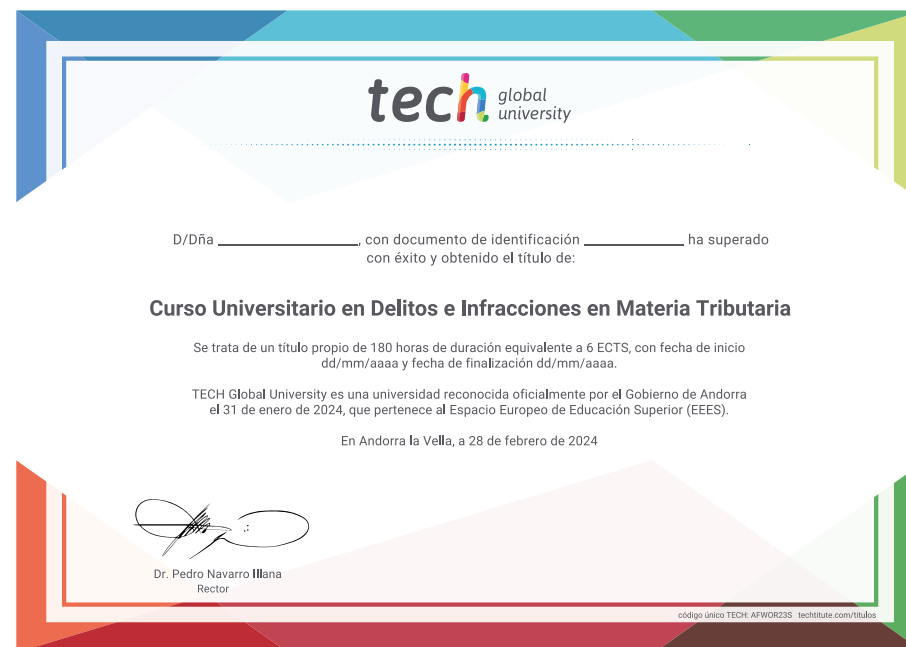 tech global university
D/Dña ____________________, con documento de identificación ______________ ha superado
con éxito y obtenido el título de:
Curso Universitario en Delitos e Infracciones en Materia Tributaria
Se trata de un título propio de 180 horas de duración equivalente a 6 ECTS, con fecha de inicio
dd/mm/aaaa y fecha de finalización dd/mm/aaaa.
TECH Global University es una universidad reconocida oficialmente por el Gobierno de Andorra
el 31 de enero de 2024, que pertenece al Espacio Europeo de Educación Superior (EEES).
En Andorra la Vella, a 28 de febrero de 2024
Dr. Pedro Navarro Illana
Rector
código único TECH: AFWOR23S techtitute.com/titulos